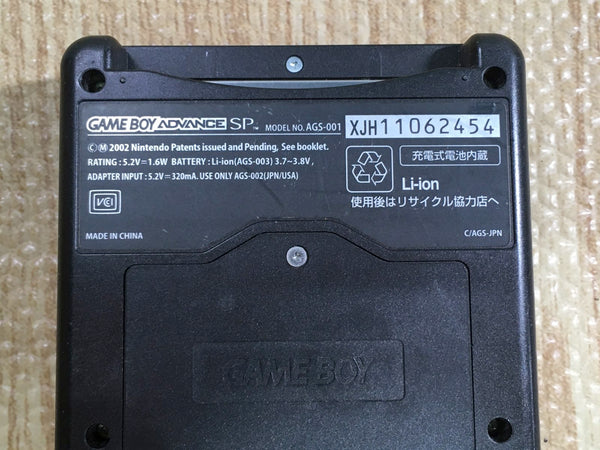 GAME BOY ADVANCE SP™ MODEL NO. AGS-001 XJH11062454
©Ⓜ 2002 Nintendo Patents issued and Pending, See booklet.
RATING : 5.2V⎓1.6W BATTERY : Li-ion(AGS-003) 3.7~3.8V,
ADAPTER INPUT : 5.2V⎓320mA. USE ONLY AGS-002(JPN/USA)
充電式電池内蔵
Li-ion
使用後はリサイクル協力店へ
VCI
MADE IN CHINA
C/AGS-JPN
GAME BOY